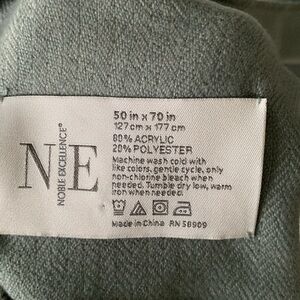 N|E
NOBLE EXCELLENCE®
50 in x 70 in
127 cm x 177 cm
80% ACRYLIC
20% POLYESTER
Machine wash cold with
like colors, gentle cycle, only
non-chlorine bleach when
needed. Tumble dry low, warm
iron when needed.
Made in China RN 58909